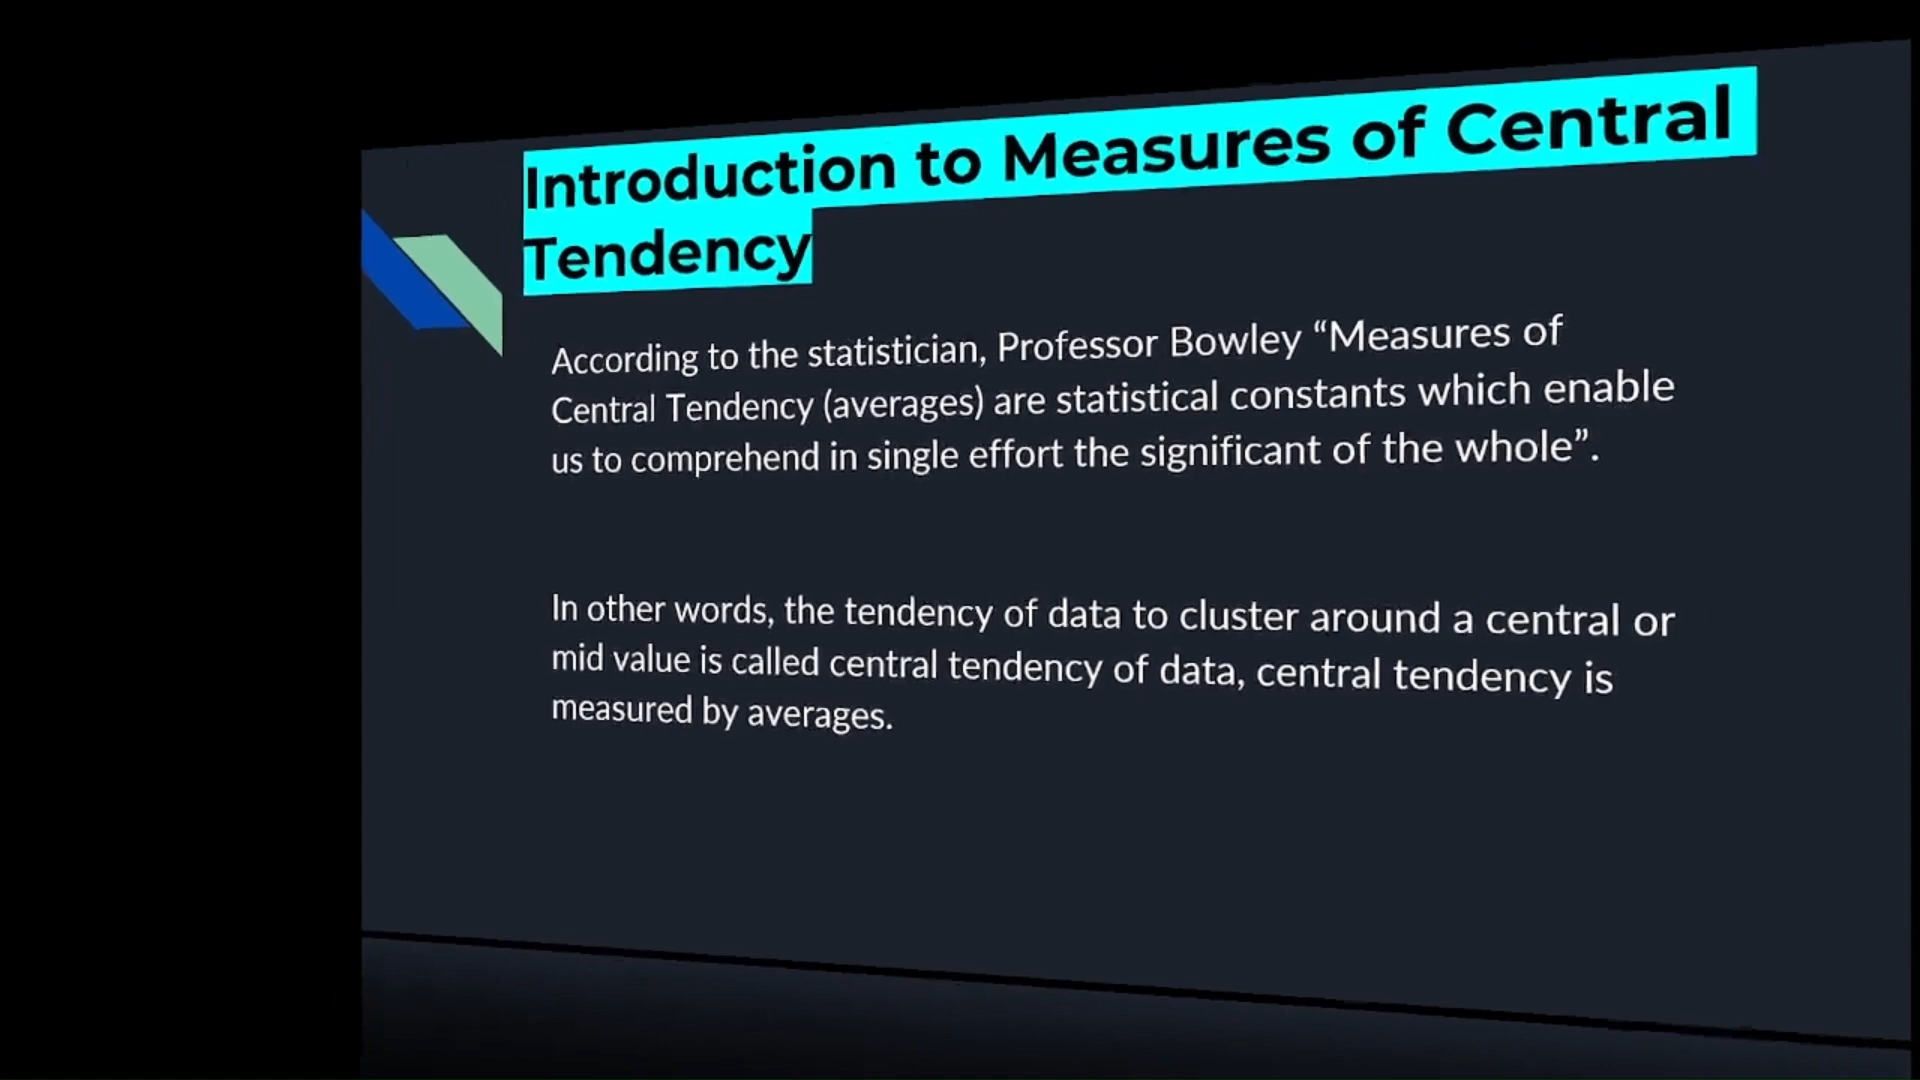 Introduction to Measures of Central
Tendency
According to the statistician, Professor Bowley “Measures of
Central Tendency (averages) are statistical constants which enable
us to comprehend in single effort the significant of the whole”.
In other words, the tendency of data to cluster around a central or
mid value is called central tendency of data, central tendency is
measured by averages.